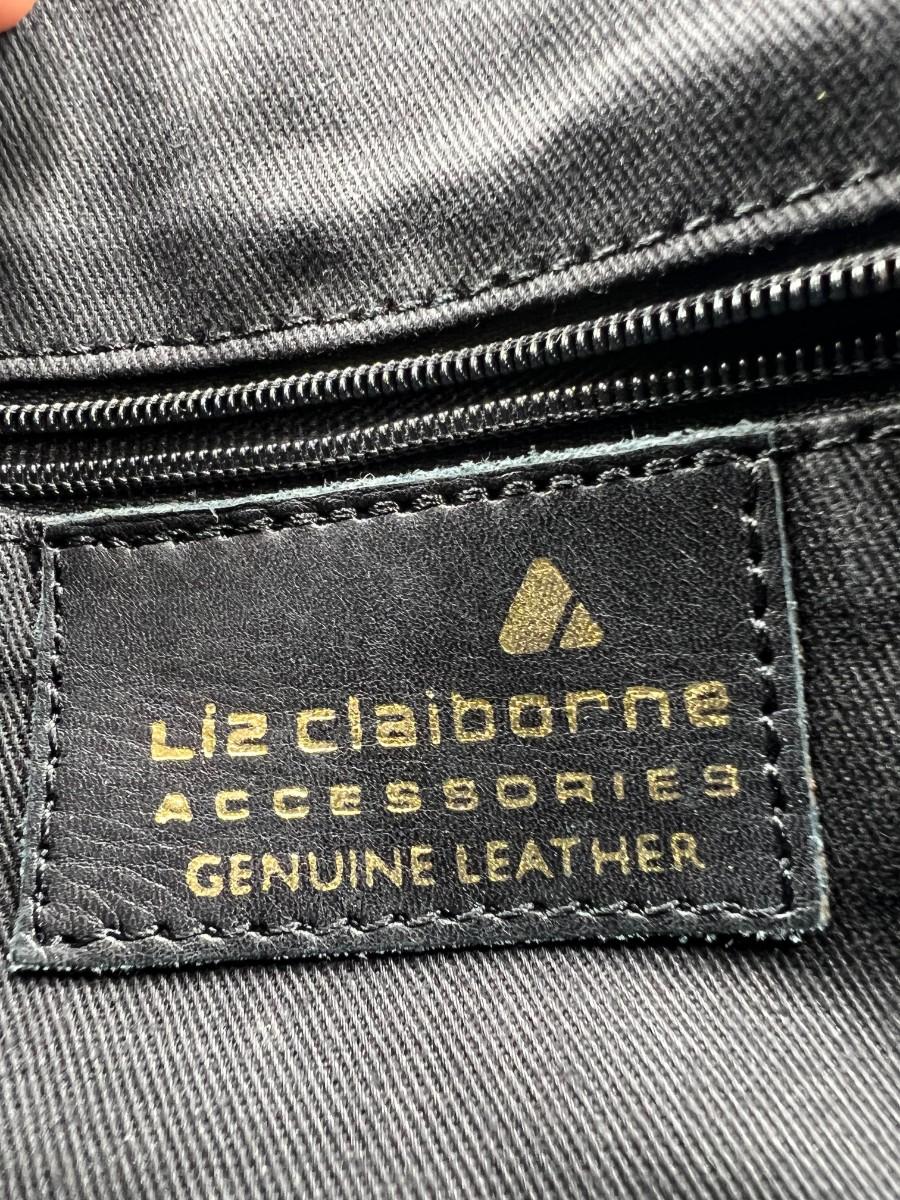 Liz claiborne
ACCESSORIES
GENUINE LEATHER